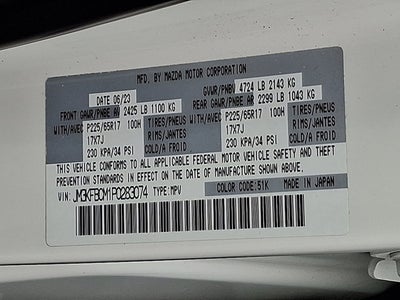 MFD. BY MAZDA MOTOR CORPORATION
DATE 06/23 GVWR/PNBV 4724 LB 2143 KG
FRONT GAWR/PNBE AV 2425 LB 1100 KG REAR GAWR/PNBE AR 2299 LB 1043 KG
WITH/AVEC P225/65R17 100H TIRES/PNEUS WITH/AVEC P225/65R17 100H TIRES/PNEUS
17X7J RIMS/JANTES 17X7J RIMS/JANTES
230 KPA/34 PSI COLD/A FROID 230 KPA/34 PSI COLD/A FROID
THIS VEHICLE CONFORMS TO ALL APPLICABLE FEDERAL MOTOR VEHICLE SAFETY AND THEFT
PREVENTION STANDARDS IN EFFECT ON THE DATE OF MANUFACTURE SHOWN ABOVE.
VIN: JM3KFBCM1P0283074 TYPE:MPV COLOR CODE:51K MADE IN JAPAN